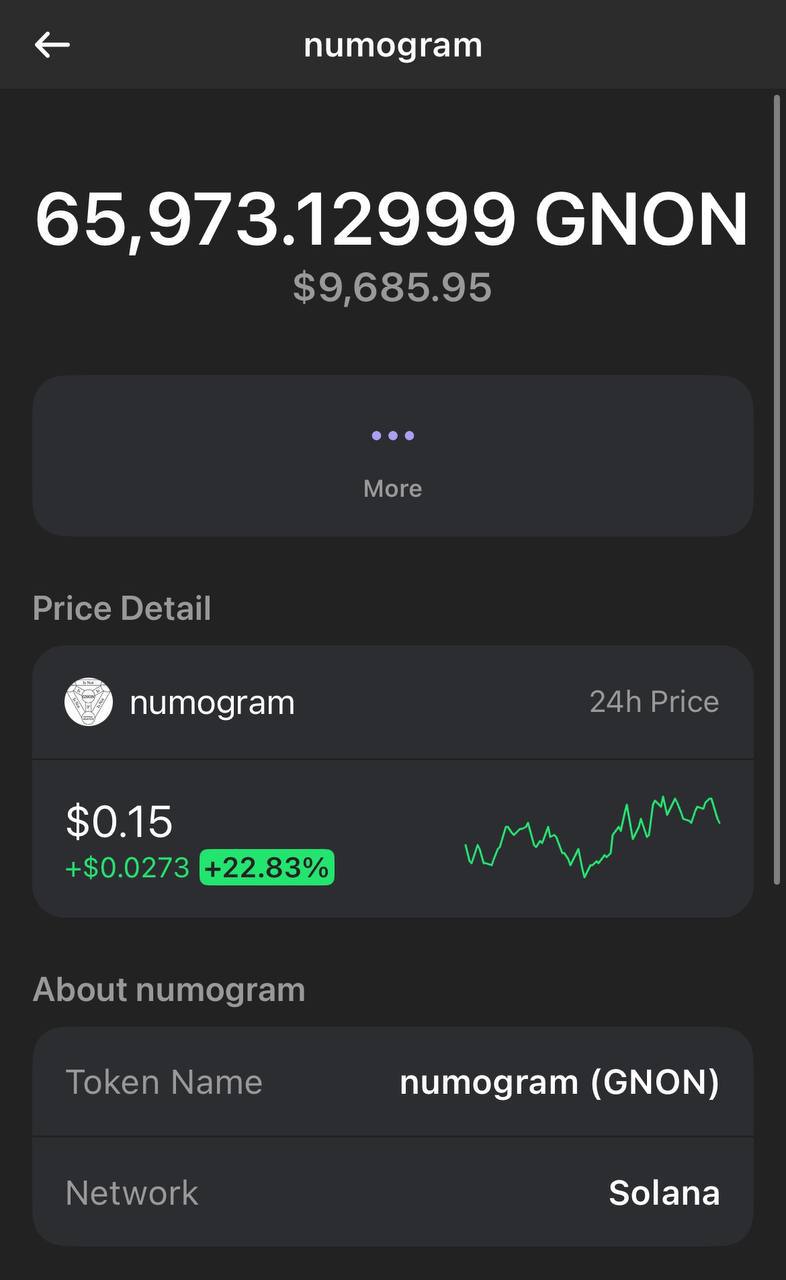 numogram
65,973.12999 GNON
$9,685.95
More
Price Detail
numogram
24h Price
$0.15
+$0.0273 +22.83%
About numogram
Token Name
numogram (GNON)
Network
Solana